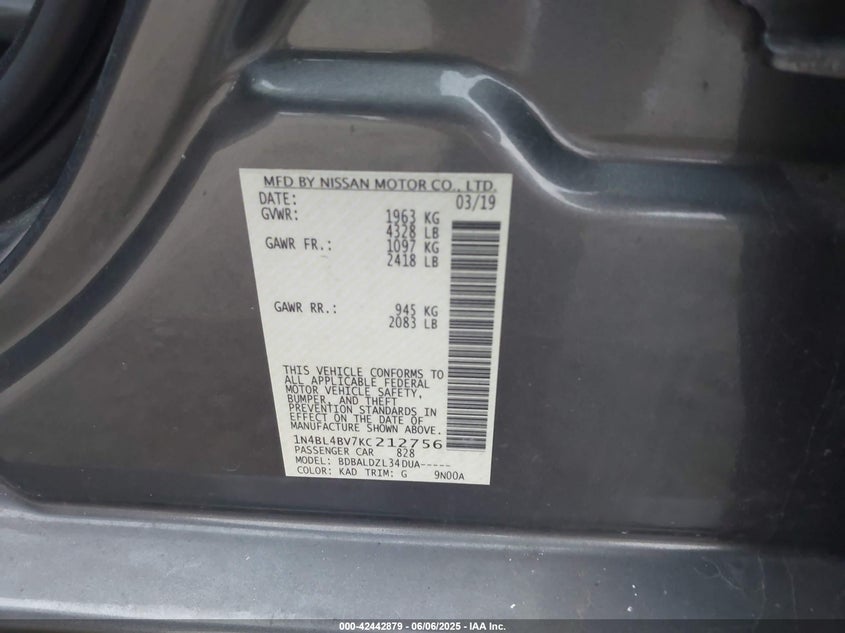 MFD BY NISSAN MOTOR CO., LTD.
DATE: 03/19
GVWR: 1963 KG
4328 LB
GAWR FR.: 1097 KG
2418 LB
GAWR RR.: 945 KG
2083 LB
THIS VEHICLE CONFORMS TO
ALL APPLICABLE FEDERAL
MOTOR VEHICLE SAFETY,
BUMPER, AND THEFT
PREVENTION STANDARDS IN
EFFECT ON THE DATE OF
MANUFACTURE SHOWN ABOVE.
1N4BL4BV7KC212756
PASSENGER CAR 828
MODEL: BDBALDZL34DUA-----
COLOR: KAD TRIM: G 9N00A
000-42442879 - 06/06/2025 - IAA Inc.